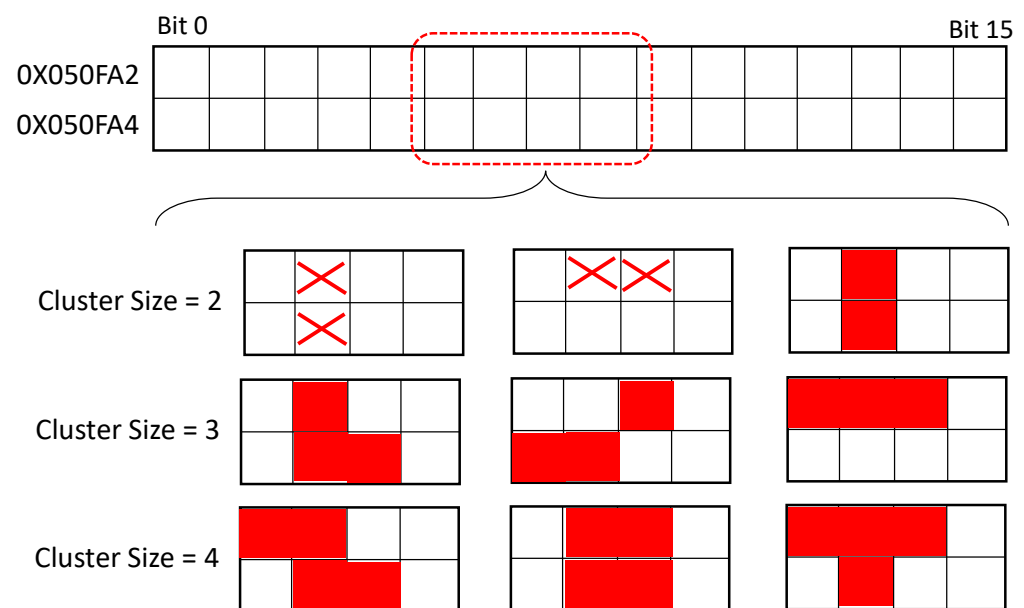 Bit 0
Bit 15
0X050FA2
0X050FA4
Cluster Size = 2
Cluster Size = 3
Cluster Size = 4